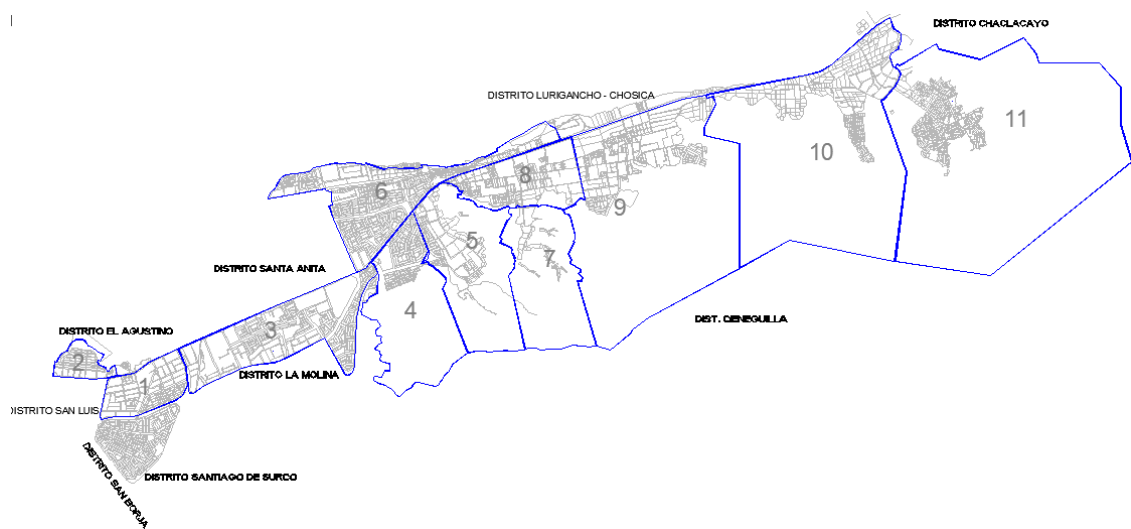 DISTRITO CHACLACAYO
DISTRITO LURIGANCHO - CHOSICA
11
10
8
6
9
5
7
DISTRITO SANTA ANITA
4
DIST. CIENEGUILLA
3
DISTRITO EL AGUSTINO
2
1
DISTRITO LA MOLINA
DISTRITO SAN LUIS
DISTRITO SANTIAGO DE SURCO
DISTRITO SAN BORJA